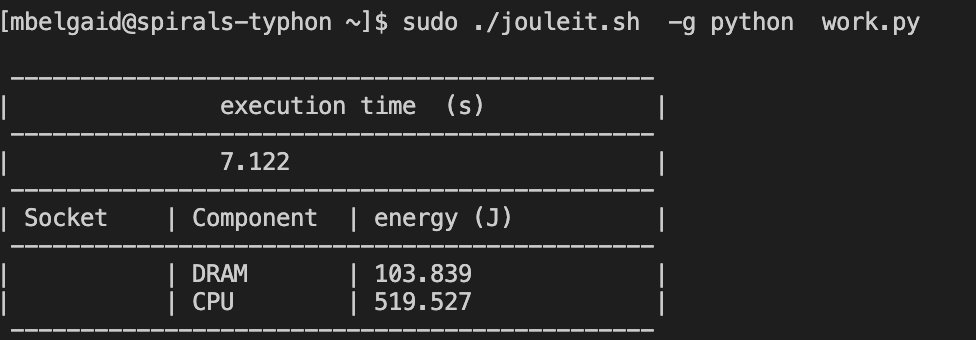 [mbelgaid@spirals-typhon ~]$ sudo ./jouleit.sh  -g python  work.py
| execution time  (s) |
| 7.122 |
| Socket | Component | energy (J) |
| | DRAM | 103.839 |
| | CPU | 519.527 |